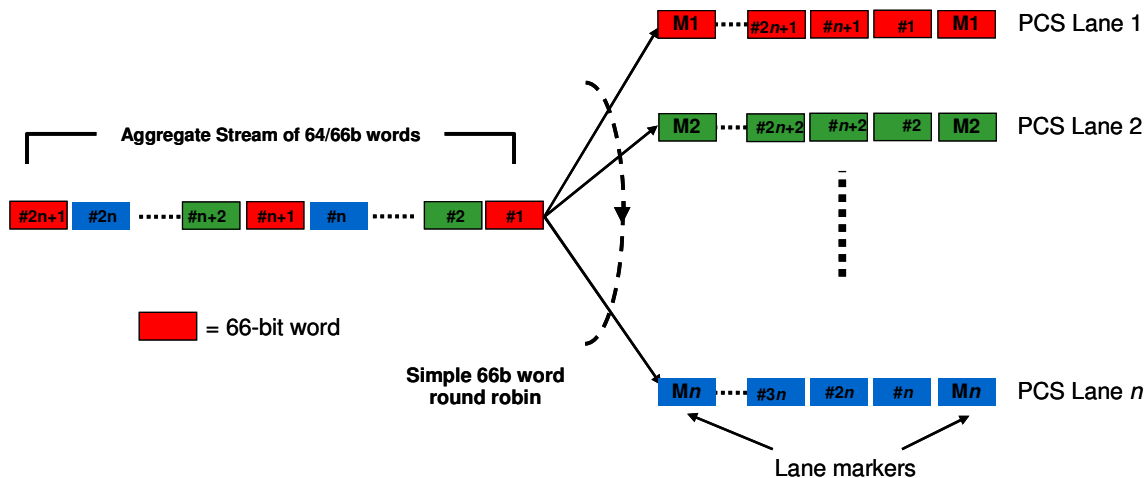 M1 #2n+1 #n+1 #1 M1 PCS Lane 1
M2 #2n+2 #n+2 #2 M2 PCS Lane 2
Aggregate Stream of 64/66b words
#2n+1 #2n #n+2 #n+1 #n #2 #1
= 66-bit word
Simple 66b word
round robin
Mn #3n #2n #n Mn PCS Lane n
Lane markers